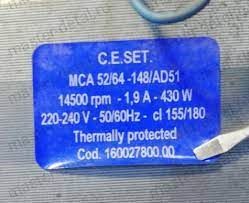 C.E.SET.
MCA 52/64 -148/AD51
14500 rpm - 1,9 A - 430 W
220-240 V - 50/60Hz - cl 155/180
Thermally protected
Cod. 160027800.00